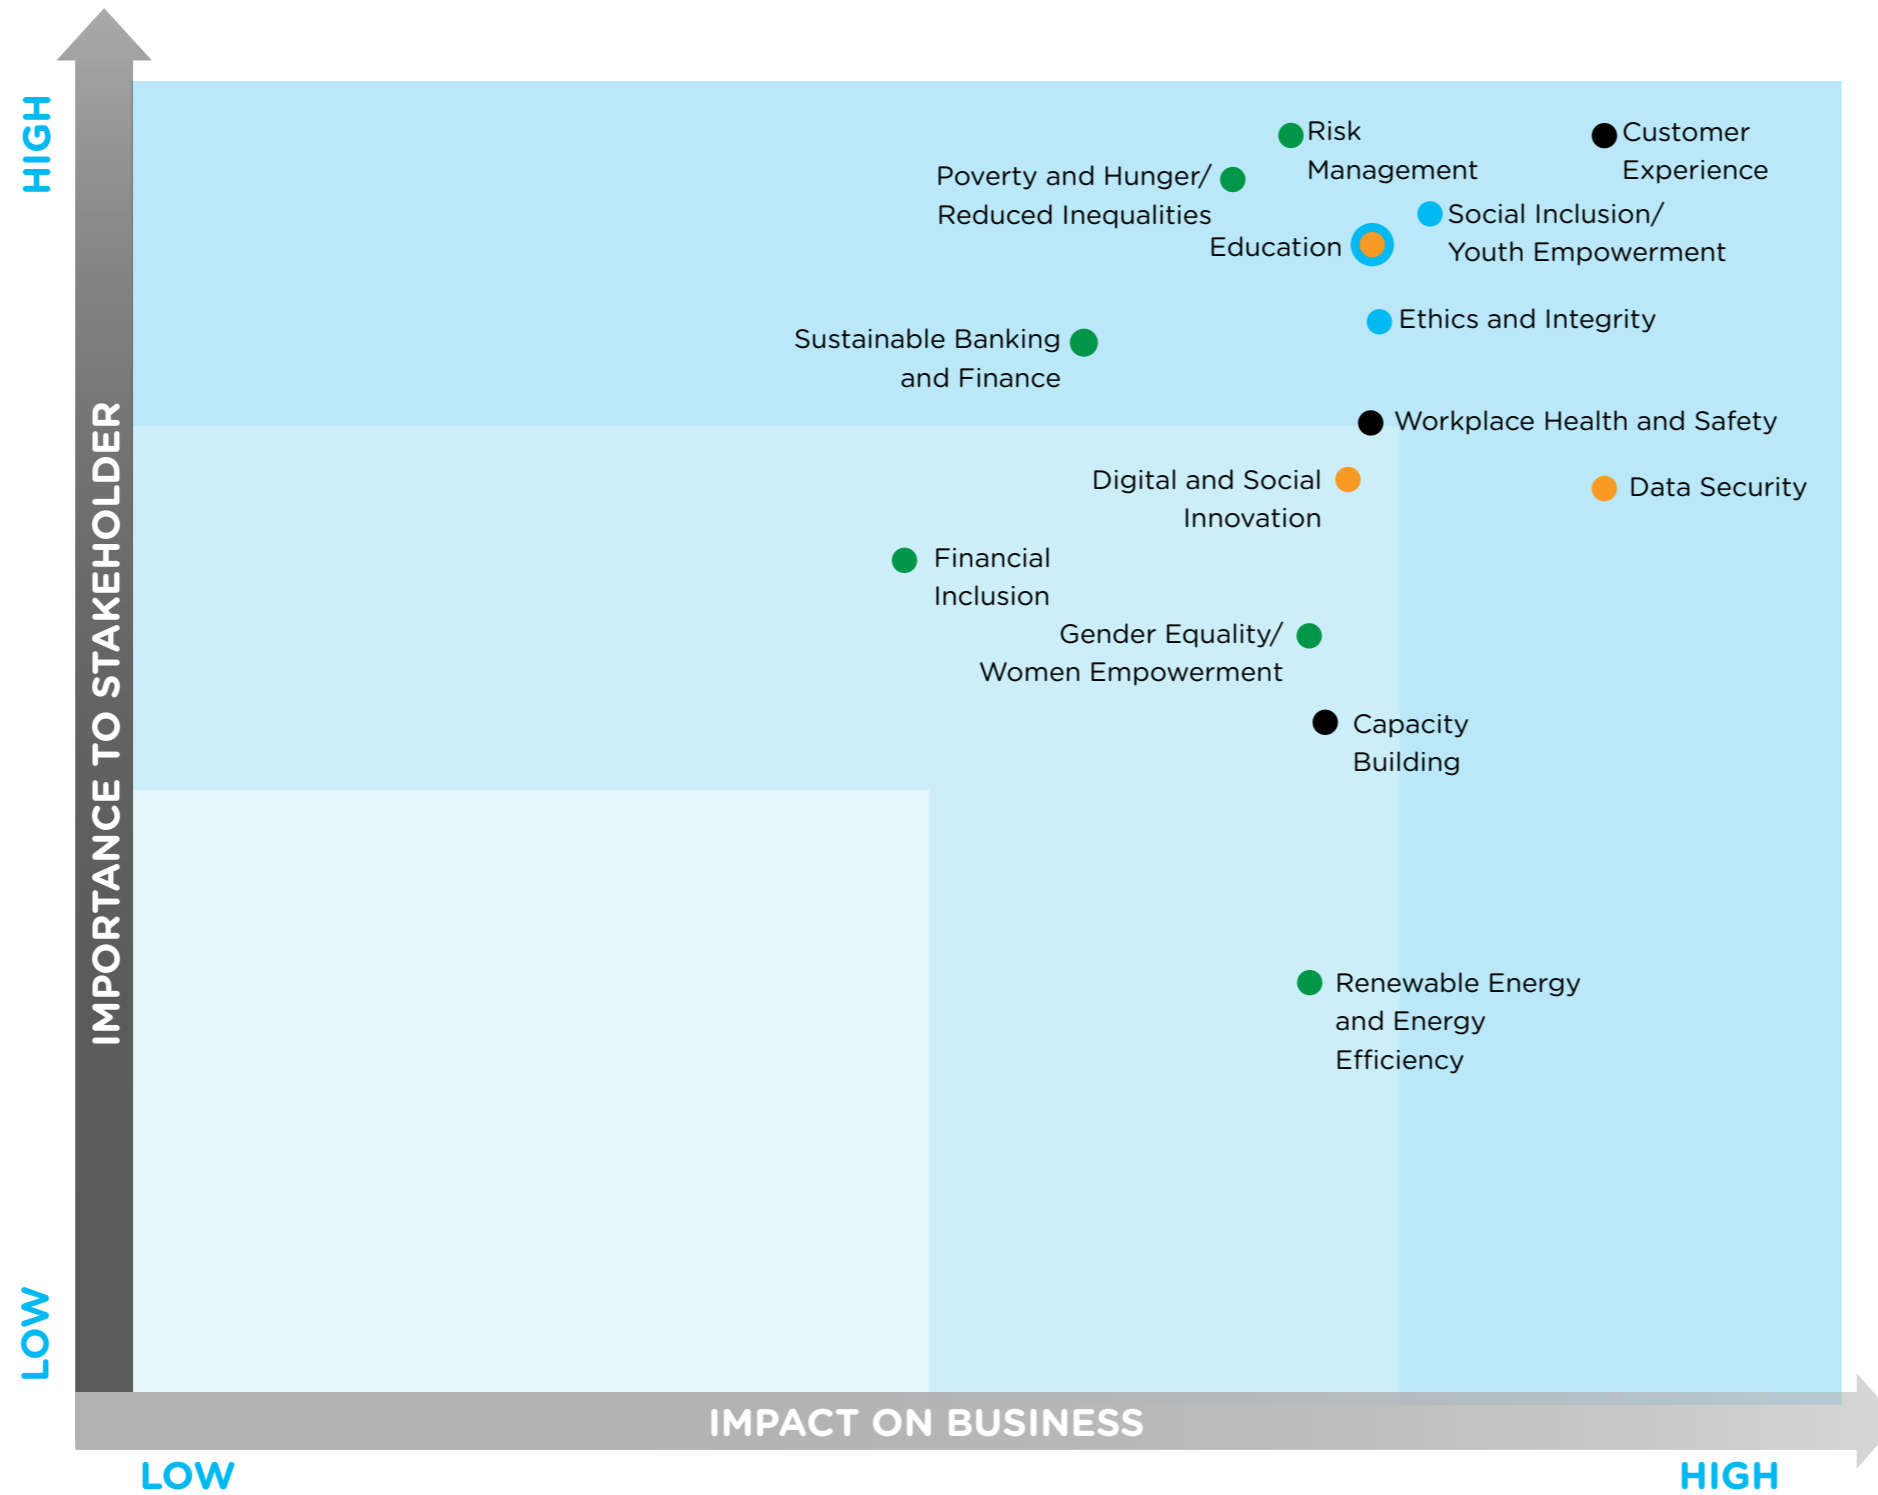 HIGH
Risk
Management
Customer
Experience
Poverty and Hunger/
Reduced Inequalities
Social Inclusion/
Youth Empowerment
Education
Ethics and Integrity
Sustainable Banking
and Finance
Workplace Health and Safety
Digital and Social
Innovation
Data Security
Financial
Inclusion
Gender Equality/
Women Empowerment
Capacity
Building
Renewable Energy
and Energy
Efficiency
IMPORTANCE TO STAKEHOLDER
LOW
IMPACT ON BUSINESS
LOW
HIGH